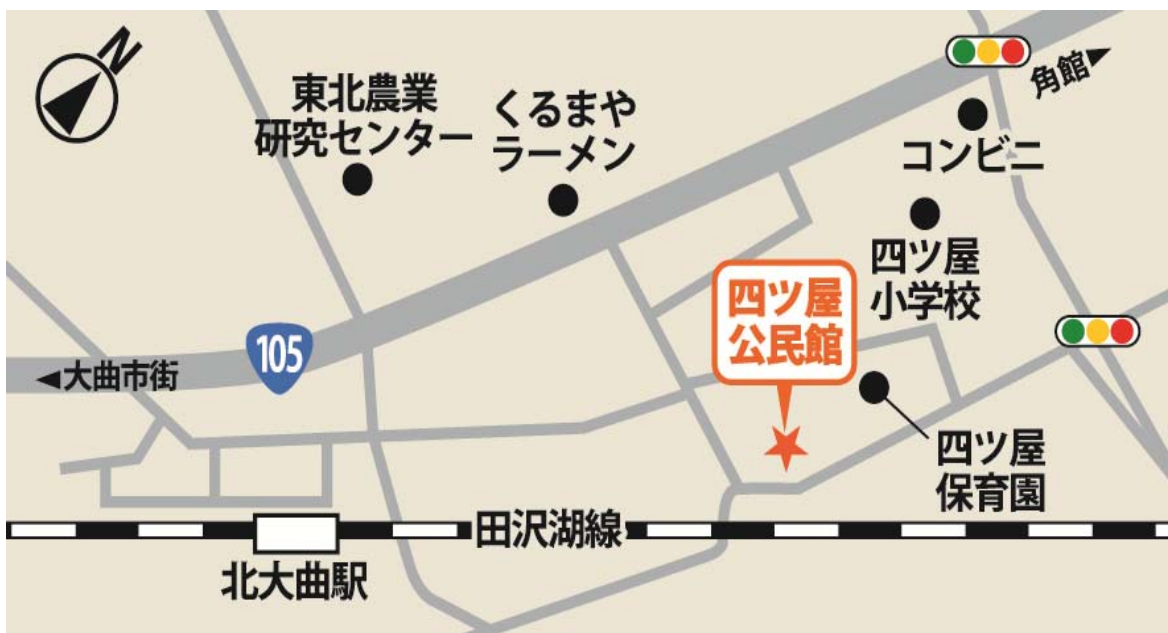 N
東北農業
研究センター
くるまや
ラーメン
角館▶
コンビニ
四ツ屋
小学校
四ツ屋
公民館
105
◀大曲市街
四ツ屋
保育園
田沢湖線
北大曲駅